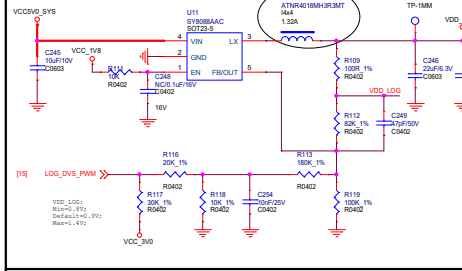 VCC5V0_SYS
U11
SY8088AAC
SOT23-5
ATNR4018MH3R3MT
I4x4
1.32A
TP-1MM
VDD_
4 VIN LX 3
2 GND
1 EN FB/OUT 5
C245
10uF/10V
C0603
VCC_1V8
R111
10K
R0402
C248
NC/0.1uF/16V
C0402
16V
R109
100R_1%
R0402
C246
22uF/6.3V
C0603
VDD_LOG
R112
82K_1%
R0402
C249
47pF/50V
C0402
[15] LOG_DVS_PWM
R116
20K_1%
R0402
R113
180K_1%
R0402
R117
30K_1%
R0402
R118
10K_1%
R0402
C254
10nF/25V
C0402
R119
100K_1%
R0402
VDD_LOG:
Min=0.8V;
Default=0.9V;
Max=1.4V;
VCC_3V0